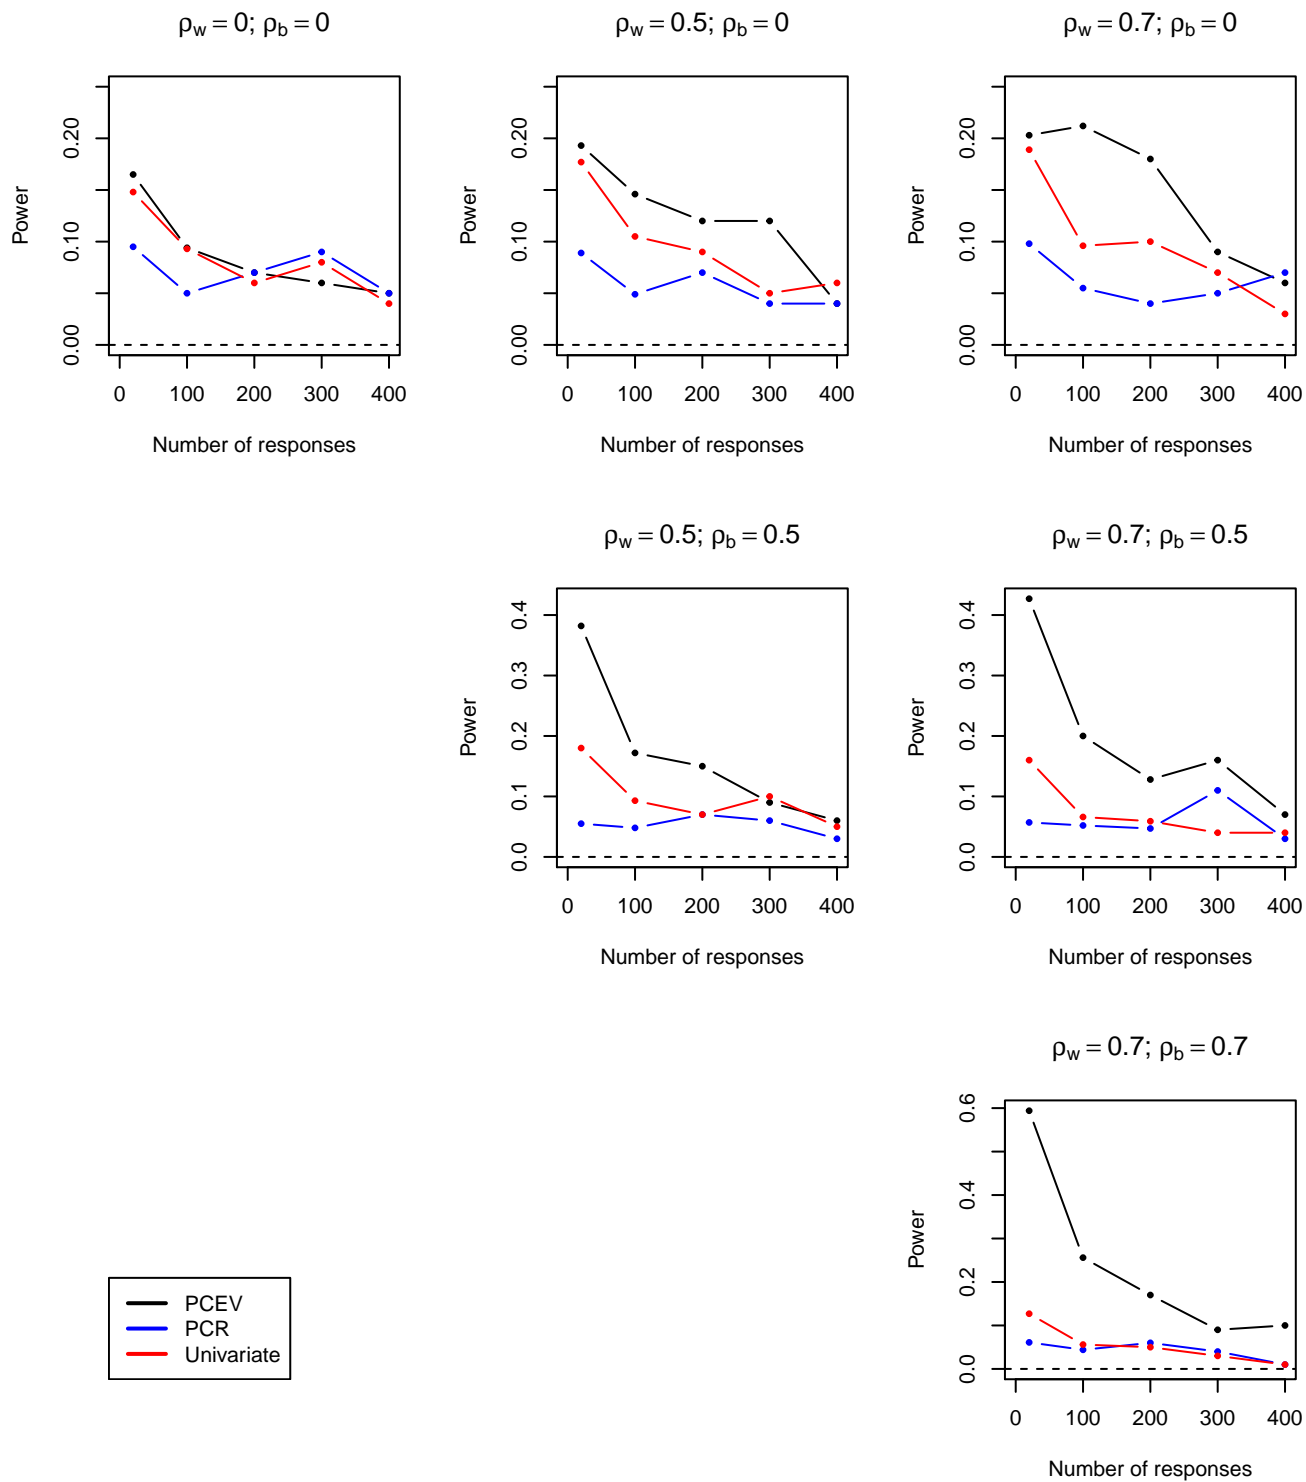 ρw = 0; ρb = 0
Power
0.00
0.10
0.20
0 100 200 300 400
Number of responses
ρw = 0.5; ρb = 0
Power
0.00
0.10
0.20
0 100 200 300 400
Number of responses
ρw = 0.7; ρb = 0
Power
0.00
0.10
0.20
0 100 200 300 400
Number of responses
ρw = 0.5; ρb = 0.5
Power
0.0
0.1
0.2
0.3
0.4
0 100 200 300 400
Number of responses
ρw = 0.7; ρb = 0.5
Power
0.0
0.1
0.2
0.3
0.4
0 100 200 300 400
Number of responses
ρw = 0.7; ρb = 0.7
Power
0.0
0.2
0.4
0.6
0 100 200 300 400
Number of responses
PCEV
PCR
Univariate